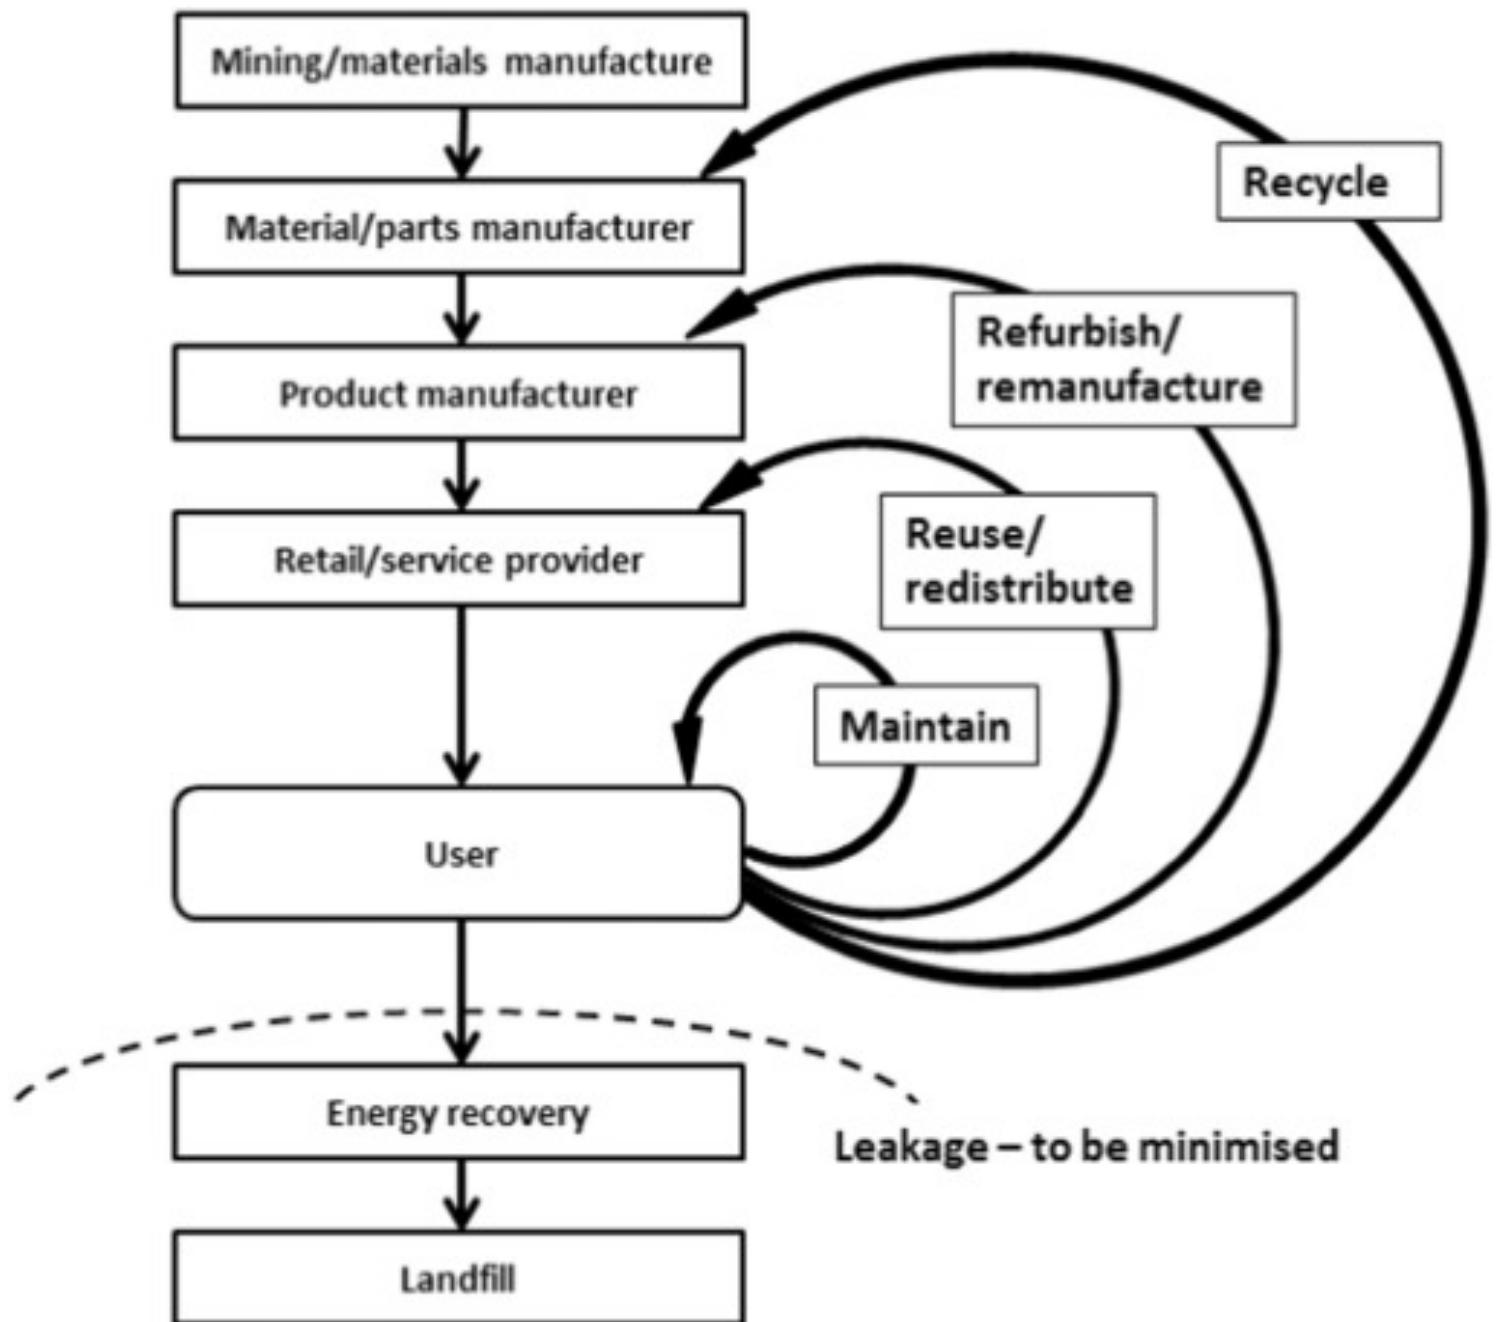 Mining/materials manufacture
Recycle
Material/parts manufacturer
Refurbish/
remanufacture
Product manufacturer
Reuse/
redistribute
Retail/service provider
Maintain
User
Energy recovery
Leakage – to be minimised
Landfill